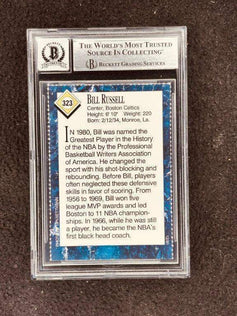 THE WORLD'S MOST TRUSTED
SOURCE IN COLLECTING™
BECKETT GRADING SERVICES
323
BILL RUSSELL
Center, Boston Celtics
Height: 6' 10" Weight: 220
Born: 2/12/34, Monroe, La.
In 1980, Bill was named the
Greatest Player in the History
of the NBA by the Professional
Basketball Writers Association
of America. He changed the
sport with his shot-blocking and
rebounding. Before Bill, players
often neglected these defensive
skills in favor of scoring. From
1956 to 1969, Bill won five
league MVP awards and led
Boston to 11 NBA champion-
ships. In 1966, while he was still
a player, he became the NBA's
first black head coach.